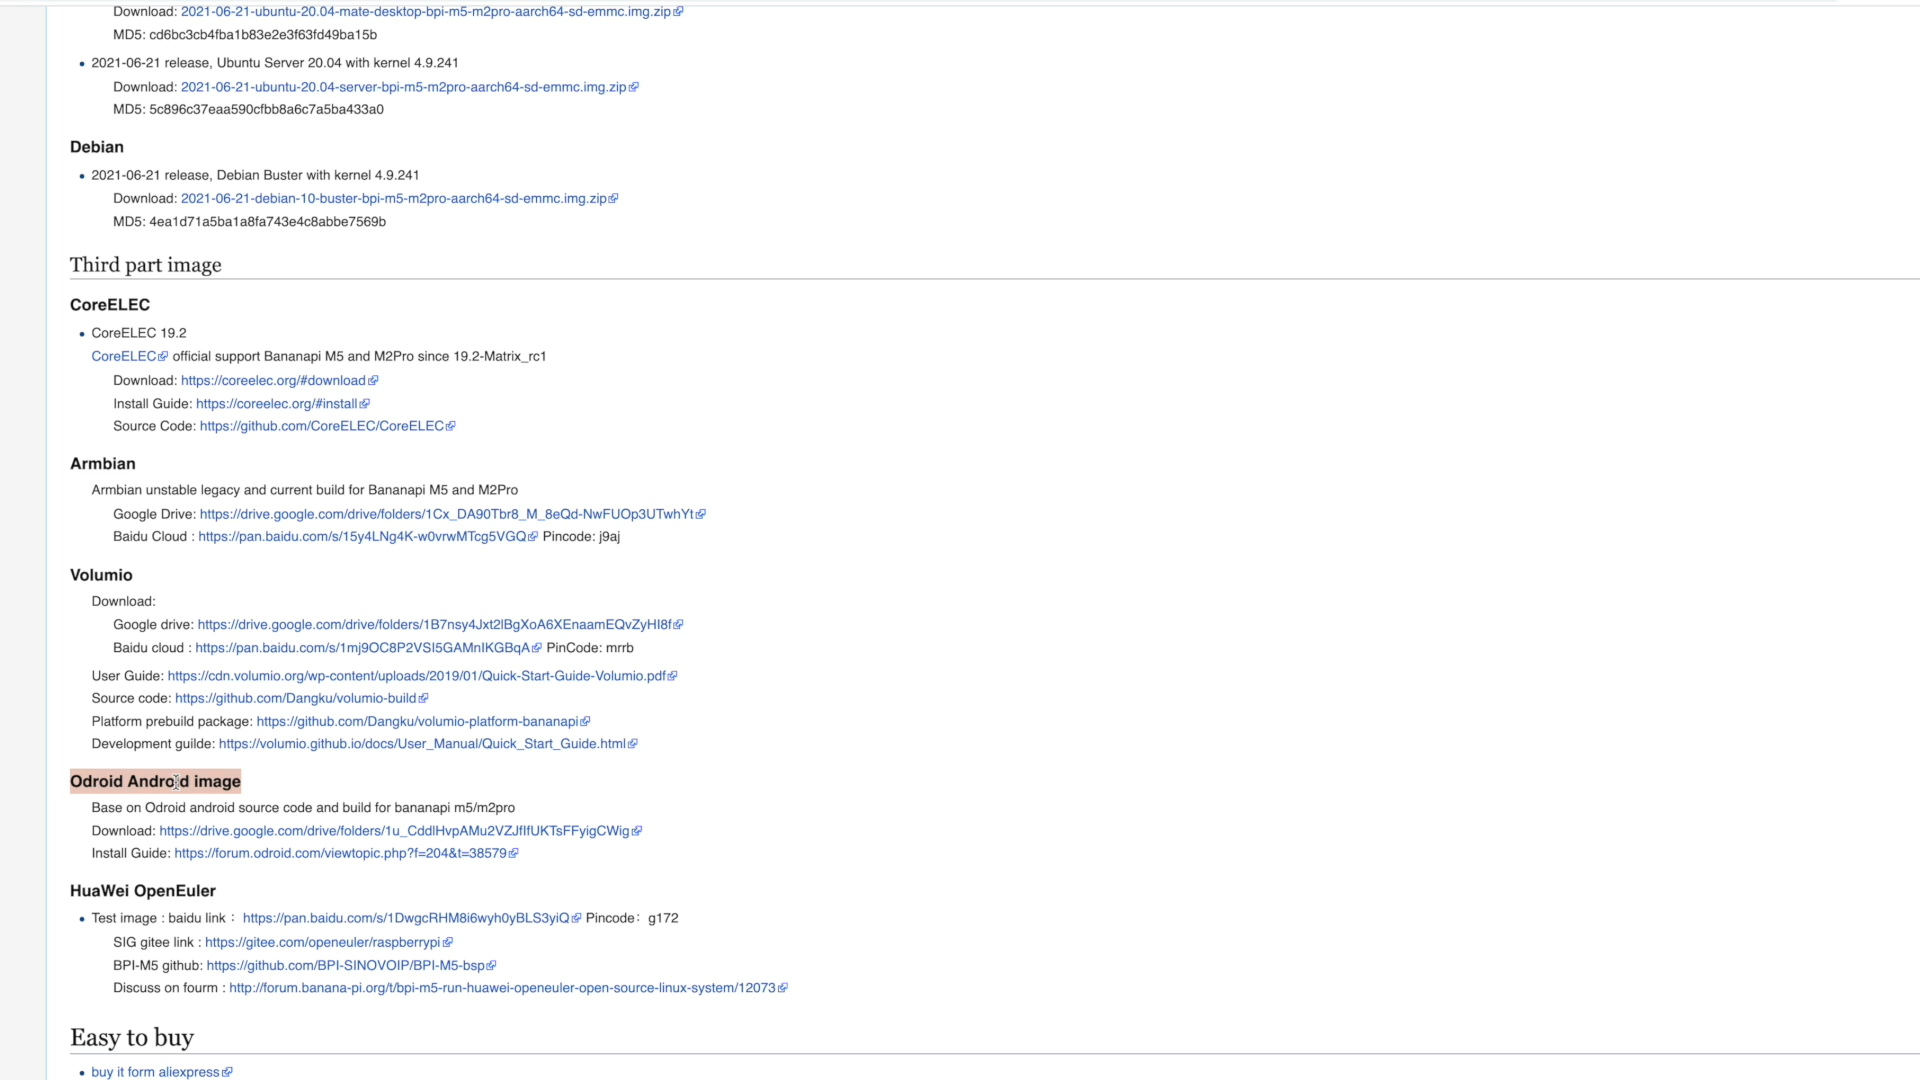 Download: 2021-06-21-ubuntu-20.04-mate-desktop-bpi-m5-m2pro-aarch64-sd-emmc.img.zip
MD5: cd6bc3cb4fba1b83e2e3f63fd49ba15b
2021-06-21 release, Ubuntu Server 20.04 with kernel 4.9.241
Download: 2021-06-21-ubuntu-20.04-server-bpi-m5-m2pro-aarch64-sd-emmc.img.zip
MD5: 5c896c37eaa590cfbb8a6c7a5ba433a0
Debian
2021-06-21 release, Debian Buster with kernel 4.9.241
Download: 2021-06-21-debian-10-buster-bpi-m5-m2pro-aarch64-sd-emmc.img.zip
MD5: 4ea1d71a5ba1a8fa743e4c8abbe7569b
Third part image
CoreELEC
CoreELEC 19.2
CoreELEC official support Bananapi M5 and M2Pro since 19.2-Matrix_rc1
Download: https://coreelec.org/#download
Install Guide: https://coreelec.org/#install
Source Code: https://github.com/CoreELEC/CoreELEC
Armbian
Armbian unstable legacy and current build for Bananapi M5 and M2Pro
Google Drive: https://drive.google.com/drive/folders/1Cx_DA90Tbr8_M_8eQd-NwFUOp3UTwhYt
Baidu Cloud : https://pan.baidu.com/s/15y4LNg4K-w0vrwMTcg5VGQ Pincode: j9aj
Volumio
Download:
Google drive: https://drive.google.com/drive/folders/1B7nsy4Jxt2lBgXoA6XEnaamEQvZyHI8f
Baidu cloud : https://pan.baidu.com/s/1mj9OC8P2VSI5GAMnIKGBqA PinCode: mrrb
User Guide: https://cdn.volumio.org/wp-content/uploads/2019/01/Quick-Start-Guide-Volumio.pdf
Source code: https://github.com/Dangku/volumio-build
Platform prebuild package: https://github.com/Dangku/volumio-platform-bananapi
Development guilde: https://volumio.github.io/docs/User_Manual/Quick_Start_Guide.html
Odroid Android image
Base on Odroid android source code and build for bananapi m5/m2pro
Download: https://drive.google.com/drive/folders/1u_CddlHvpAMu2VZJfIfUKTsFFyigCWig
Install Guide: https://forum.odroid.com/viewtopic.php?f=204&t=38579
HuaWei OpenEuler
Test image : baidu link： https://pan.baidu.com/s/1DwgcRHM8i6wyh0yBLS3yiQ Pincode：g172
SIG gitee link : https://gitee.com/openeuler/raspberrypi
BPI-M5 github: https://github.com/BPI-SINOVOIP/BPI-M5-bsp
Discuss on fourm : http://forum.banana-pi.org/t/bpi-m5-run-huawei-openeuler-open-source-linux-system/12073
Easy to buy
buy it form aliexpress